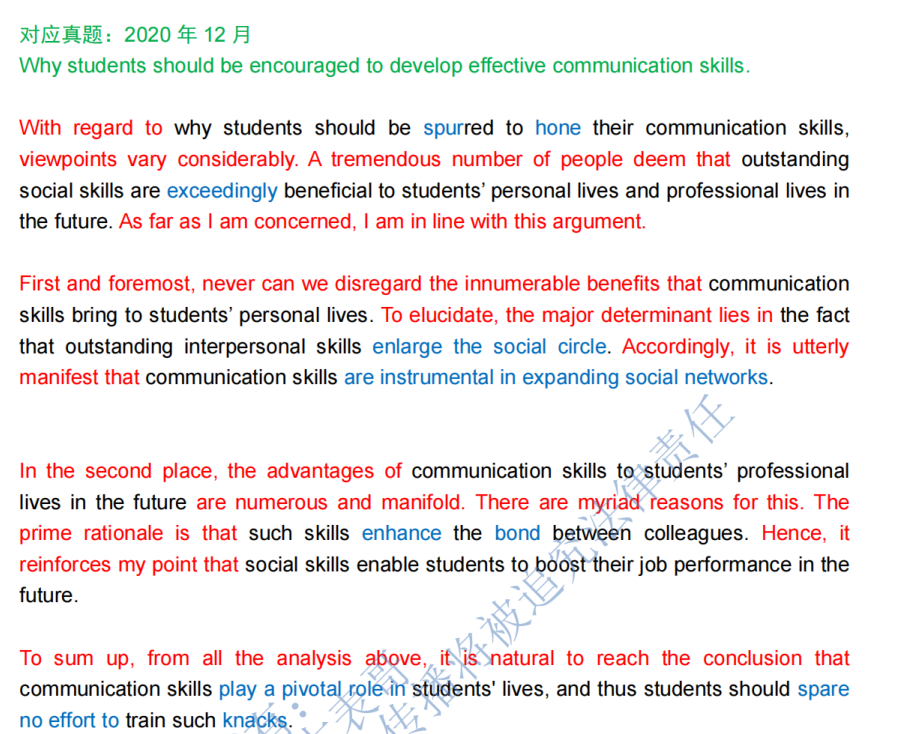 对应真题：2020 年 12 月
Why students should be encouraged to develop effective communication skills.
With regard to why students should be spurred to hone their communication skills,
viewpoints vary considerably. A tremendous number of people deem that outstanding
social skills are exceedingly beneficial to students’ personal lives and professional lives in
the future. As far as I am concerned, I am in line with this argument.
First and foremost, never can we disregard the innumerable benefits that communication
skills bring to students’ personal lives. To elucidate, the major determinant lies in the fact
that outstanding interpersonal skills enlarge the social circle. Accordingly, it is utterly
manifest that communication skills are instrumental in expanding social networks.
In the second place, the advantages of communication skills to students’ professional
lives in the future are numerous and manifold. There are myriad reasons for this. The
prime rationale is that such skills enhance the bond between colleagues. Hence, it
reinforces my point that social skills enable students to boost their job performance in the
future.
To sum up, from all the analysis above, it is natural to reach the conclusion that
communication skills play a pivotal role in students' lives, and thus students should spare
no effort to train such knacks.
表哥
传播将被追究法律责任